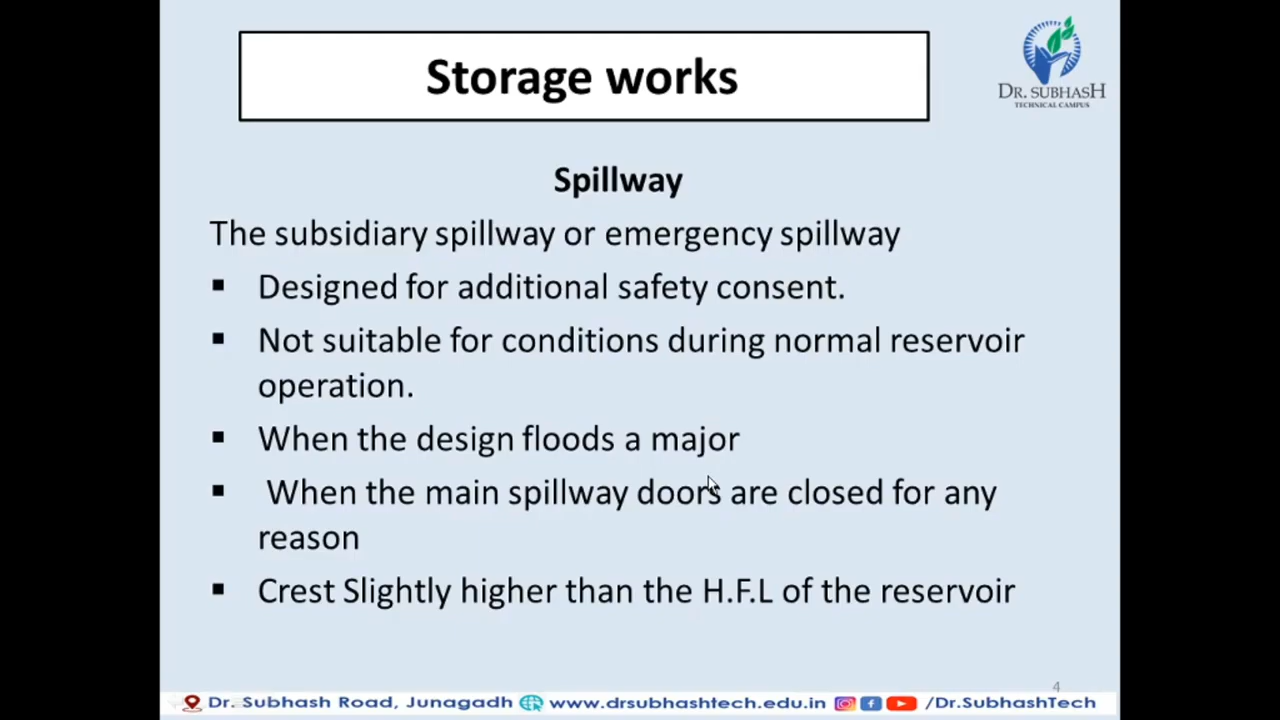 Storage works
DR. SUBHASH
TECHNICAL CAMPUS
Spillway
The subsidiary spillway or emergency spillway
▪ Designed for additional safety consent.
▪ Not suitable for conditions during normal reservoir
operation.
▪ When the design floods a major
▪ When the main spillway doors are closed for any
reason
▪ Crest Slightly higher than the H.F.L of the reservoir
4
Dr. Subhash Road, Junagadh www.drsubhashtech.edu.in /Dr.SubhashTech